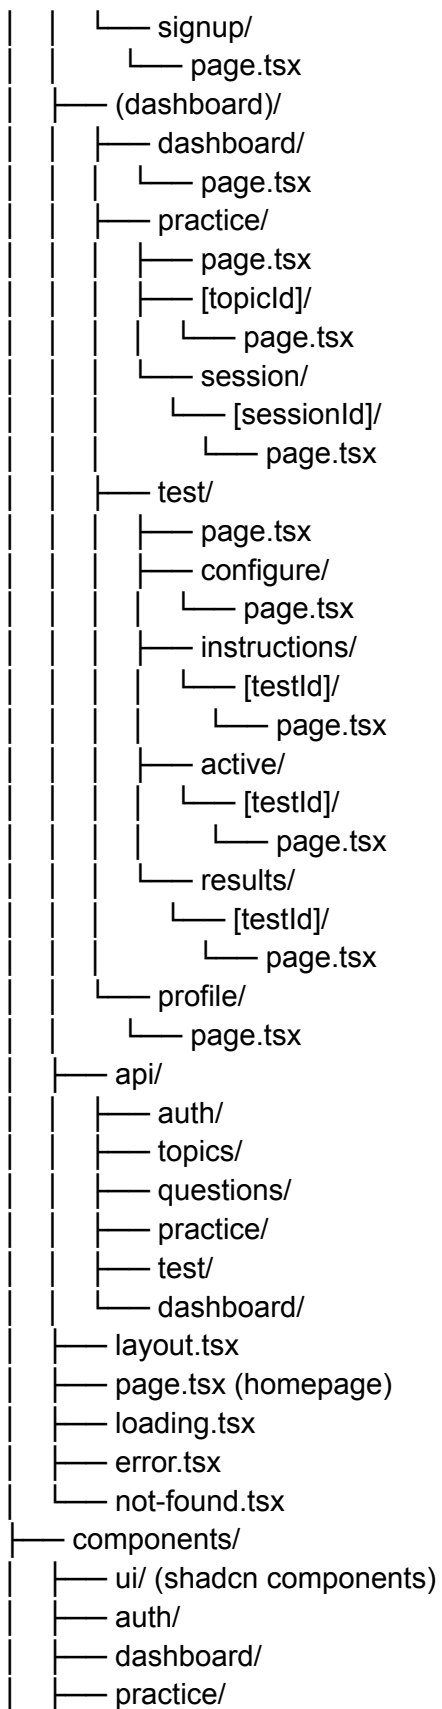 │ │ └── signup/
│ │ └── page.tsx
│ ├── (dashboard)/
│ │ ├── dashboard/
│ │ │ └── page.tsx
│ │ ├── practice/
│ │ │ ├── page.tsx
│ │ │ ├── [topicId]/
│ │ │ │ └── page.tsx
│ │ │ └── session/
│ │ │ └── [sessionId]/
│ │ │ └── page.tsx
│ │ ├── test/
│ │ │ ├── page.tsx
│ │ │ ├── configure/
│ │ │ │ └── page.tsx
│ │ │ ├── instructions/
│ │ │ │ └── [testId]/
│ │ │ │ └── page.tsx
│ │ │ ├── active/
│ │ │ │ └── [testId]/
│ │ │ │ └── page.tsx
│ │ │ └── results/
│ │ │ └── [testId]/
│ │ │ └── page.tsx
│ │ └── profile/
│ │ └── page.tsx
│ ├── api/
│ │ ├── auth/
│ │ ├── topics/
│ │ ├── questions/
│ │ ├── practice/
│ │ ├── test/
│ │ └── dashboard/
│ ├── layout.tsx
│ ├── page.tsx (homepage)
│ ├── loading.tsx
│ ├── error.tsx
│ └── not-found.tsx
├── components/
│ ├── ui/ (shadcn components)
│ ├── auth/
│ ├── dashboard/
│ ├── practice/